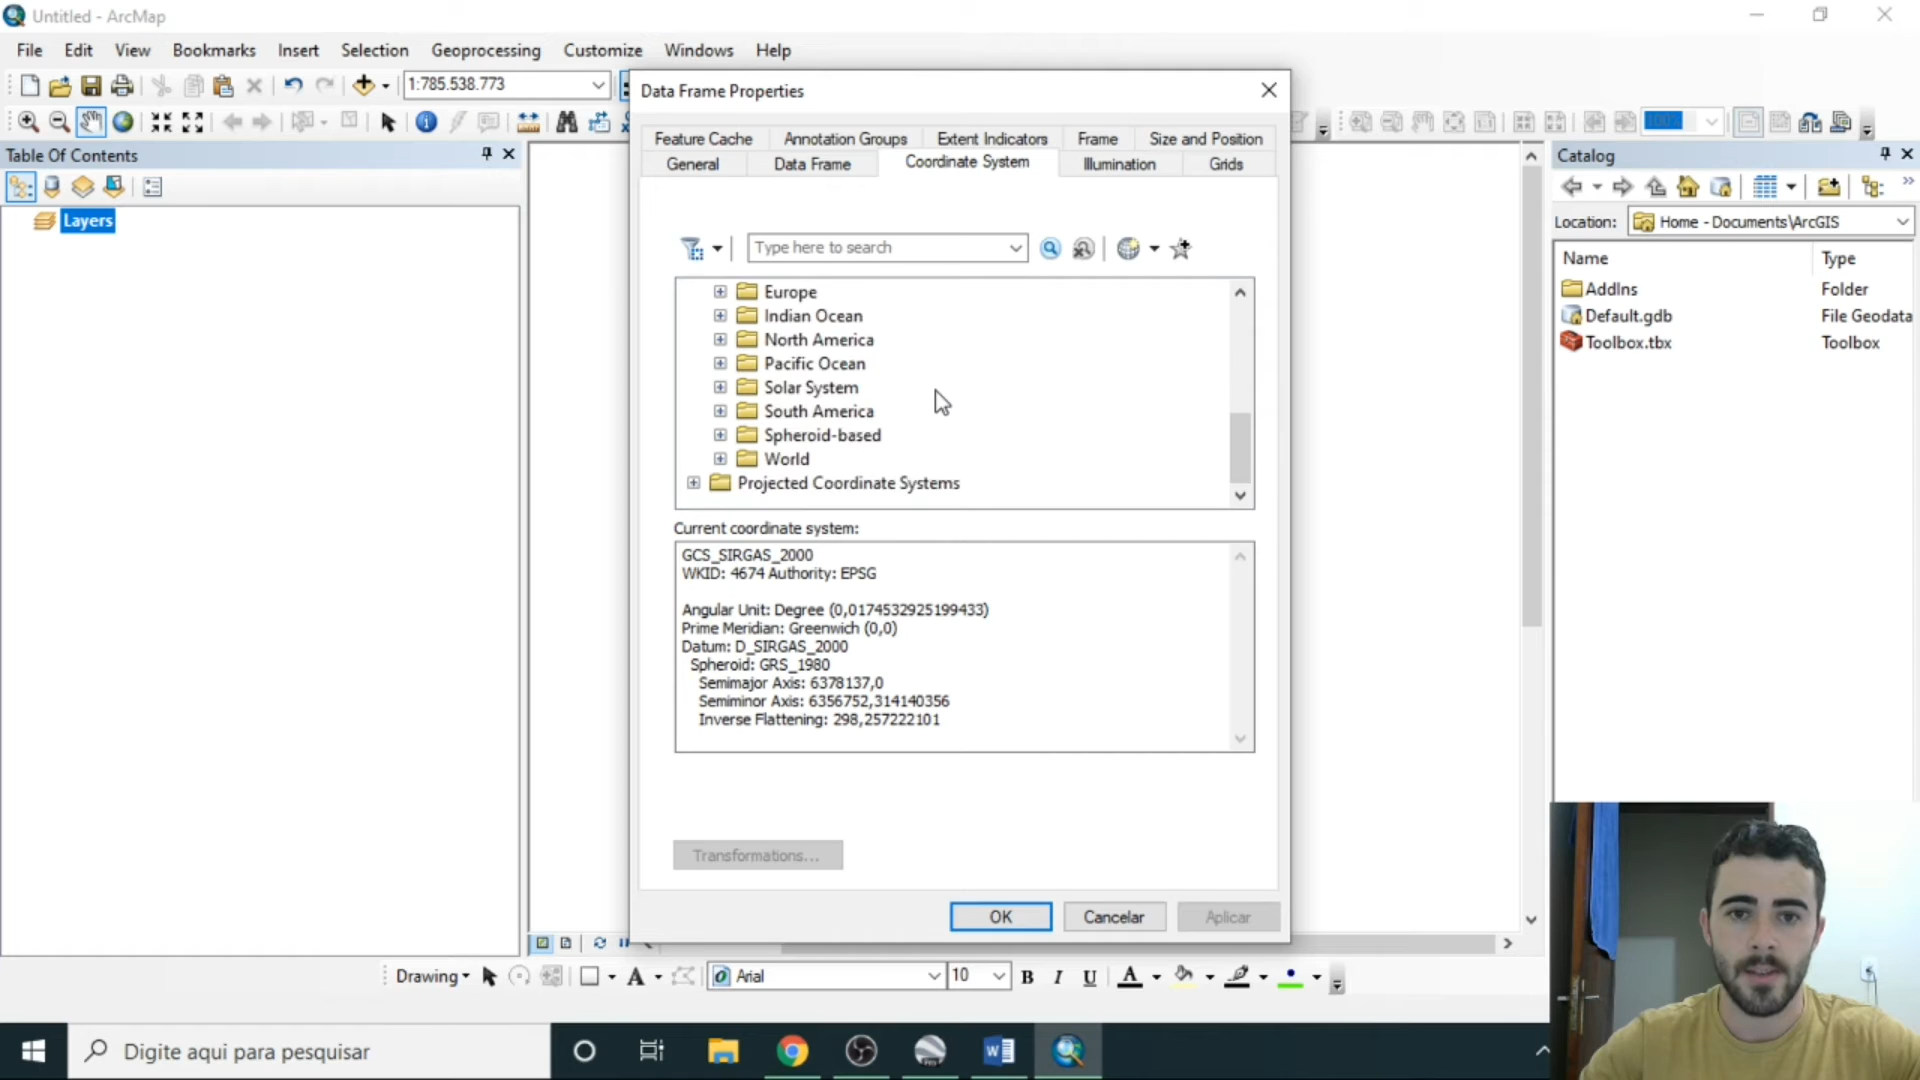 Untitled - ArcMap
File Edit View Bookmarks Insert Selection Geoprocessing Customize Windows Help
1:785.538.773
Data Frame Properties
100%
Table Of Contents
Layers
Feature Cache Annotation Groups Extent Indicators Frame Size and Position
General Data Frame Coordinate System Illumination Grids
Type here to search
Europe
Indian Ocean
North America
Pacific Ocean
Solar System
South America
Spheroid-based
World
Projected Coordinate Systems
Current coordinate system:
GCS_SIRGAS_2000
WKID: 4674 Authority: EPSG
Angular Unit: Degree (0,0174532925199433)
Prime Meridian: Greenwich (0,0)
Datum: D_SIRGAS_2000
Spheroid: GRS_1980
Semimajor Axis: 6378137,0
Semiminor Axis: 6356752,314140356
Inverse Flattening: 298,257222101
Transformations...
OK Cancelar Aplicar
Catalog
Location: Home - Documents\ArcGIS
Name Type
AddIns Folder
Default.gdb File Geodata
Toolbox.tbx Toolbox
Drawing A Arial 10 B I U A
Digite aqui para pesquisar